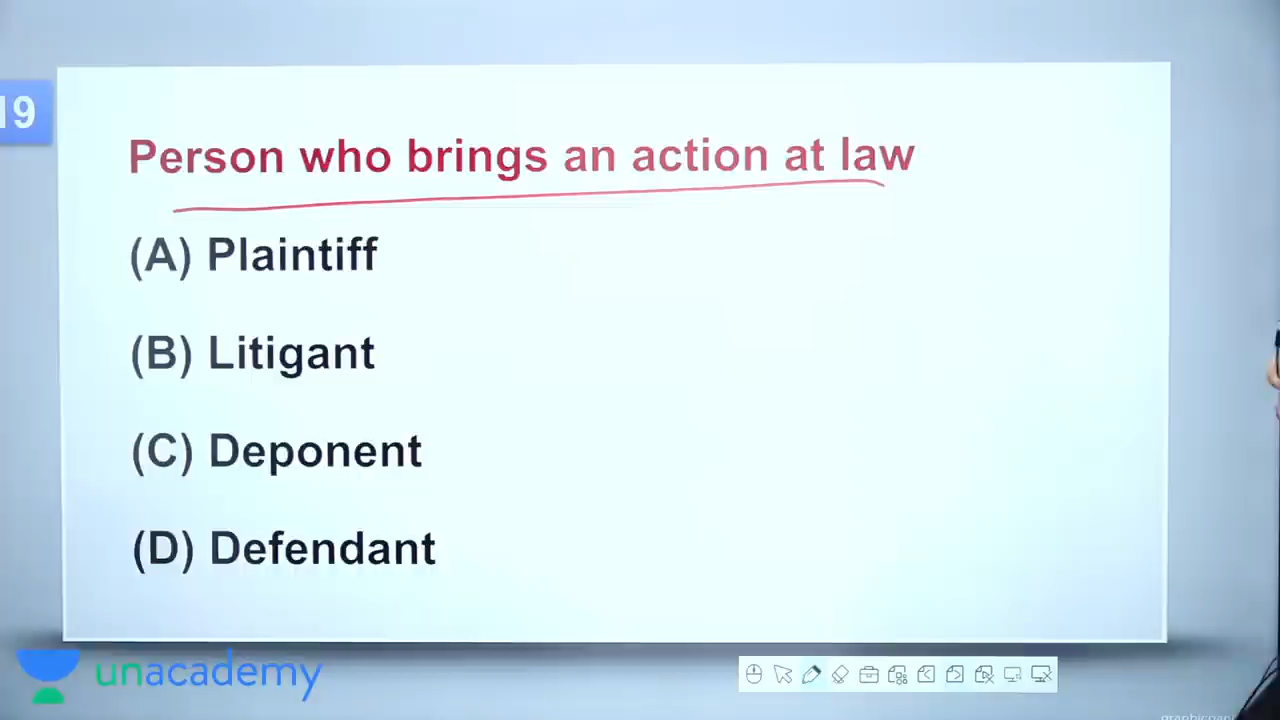 19
Person who brings an action at law
(A) Plaintiff
(B) Litigant
(C) Deponent
(D) Defendant
unacademy